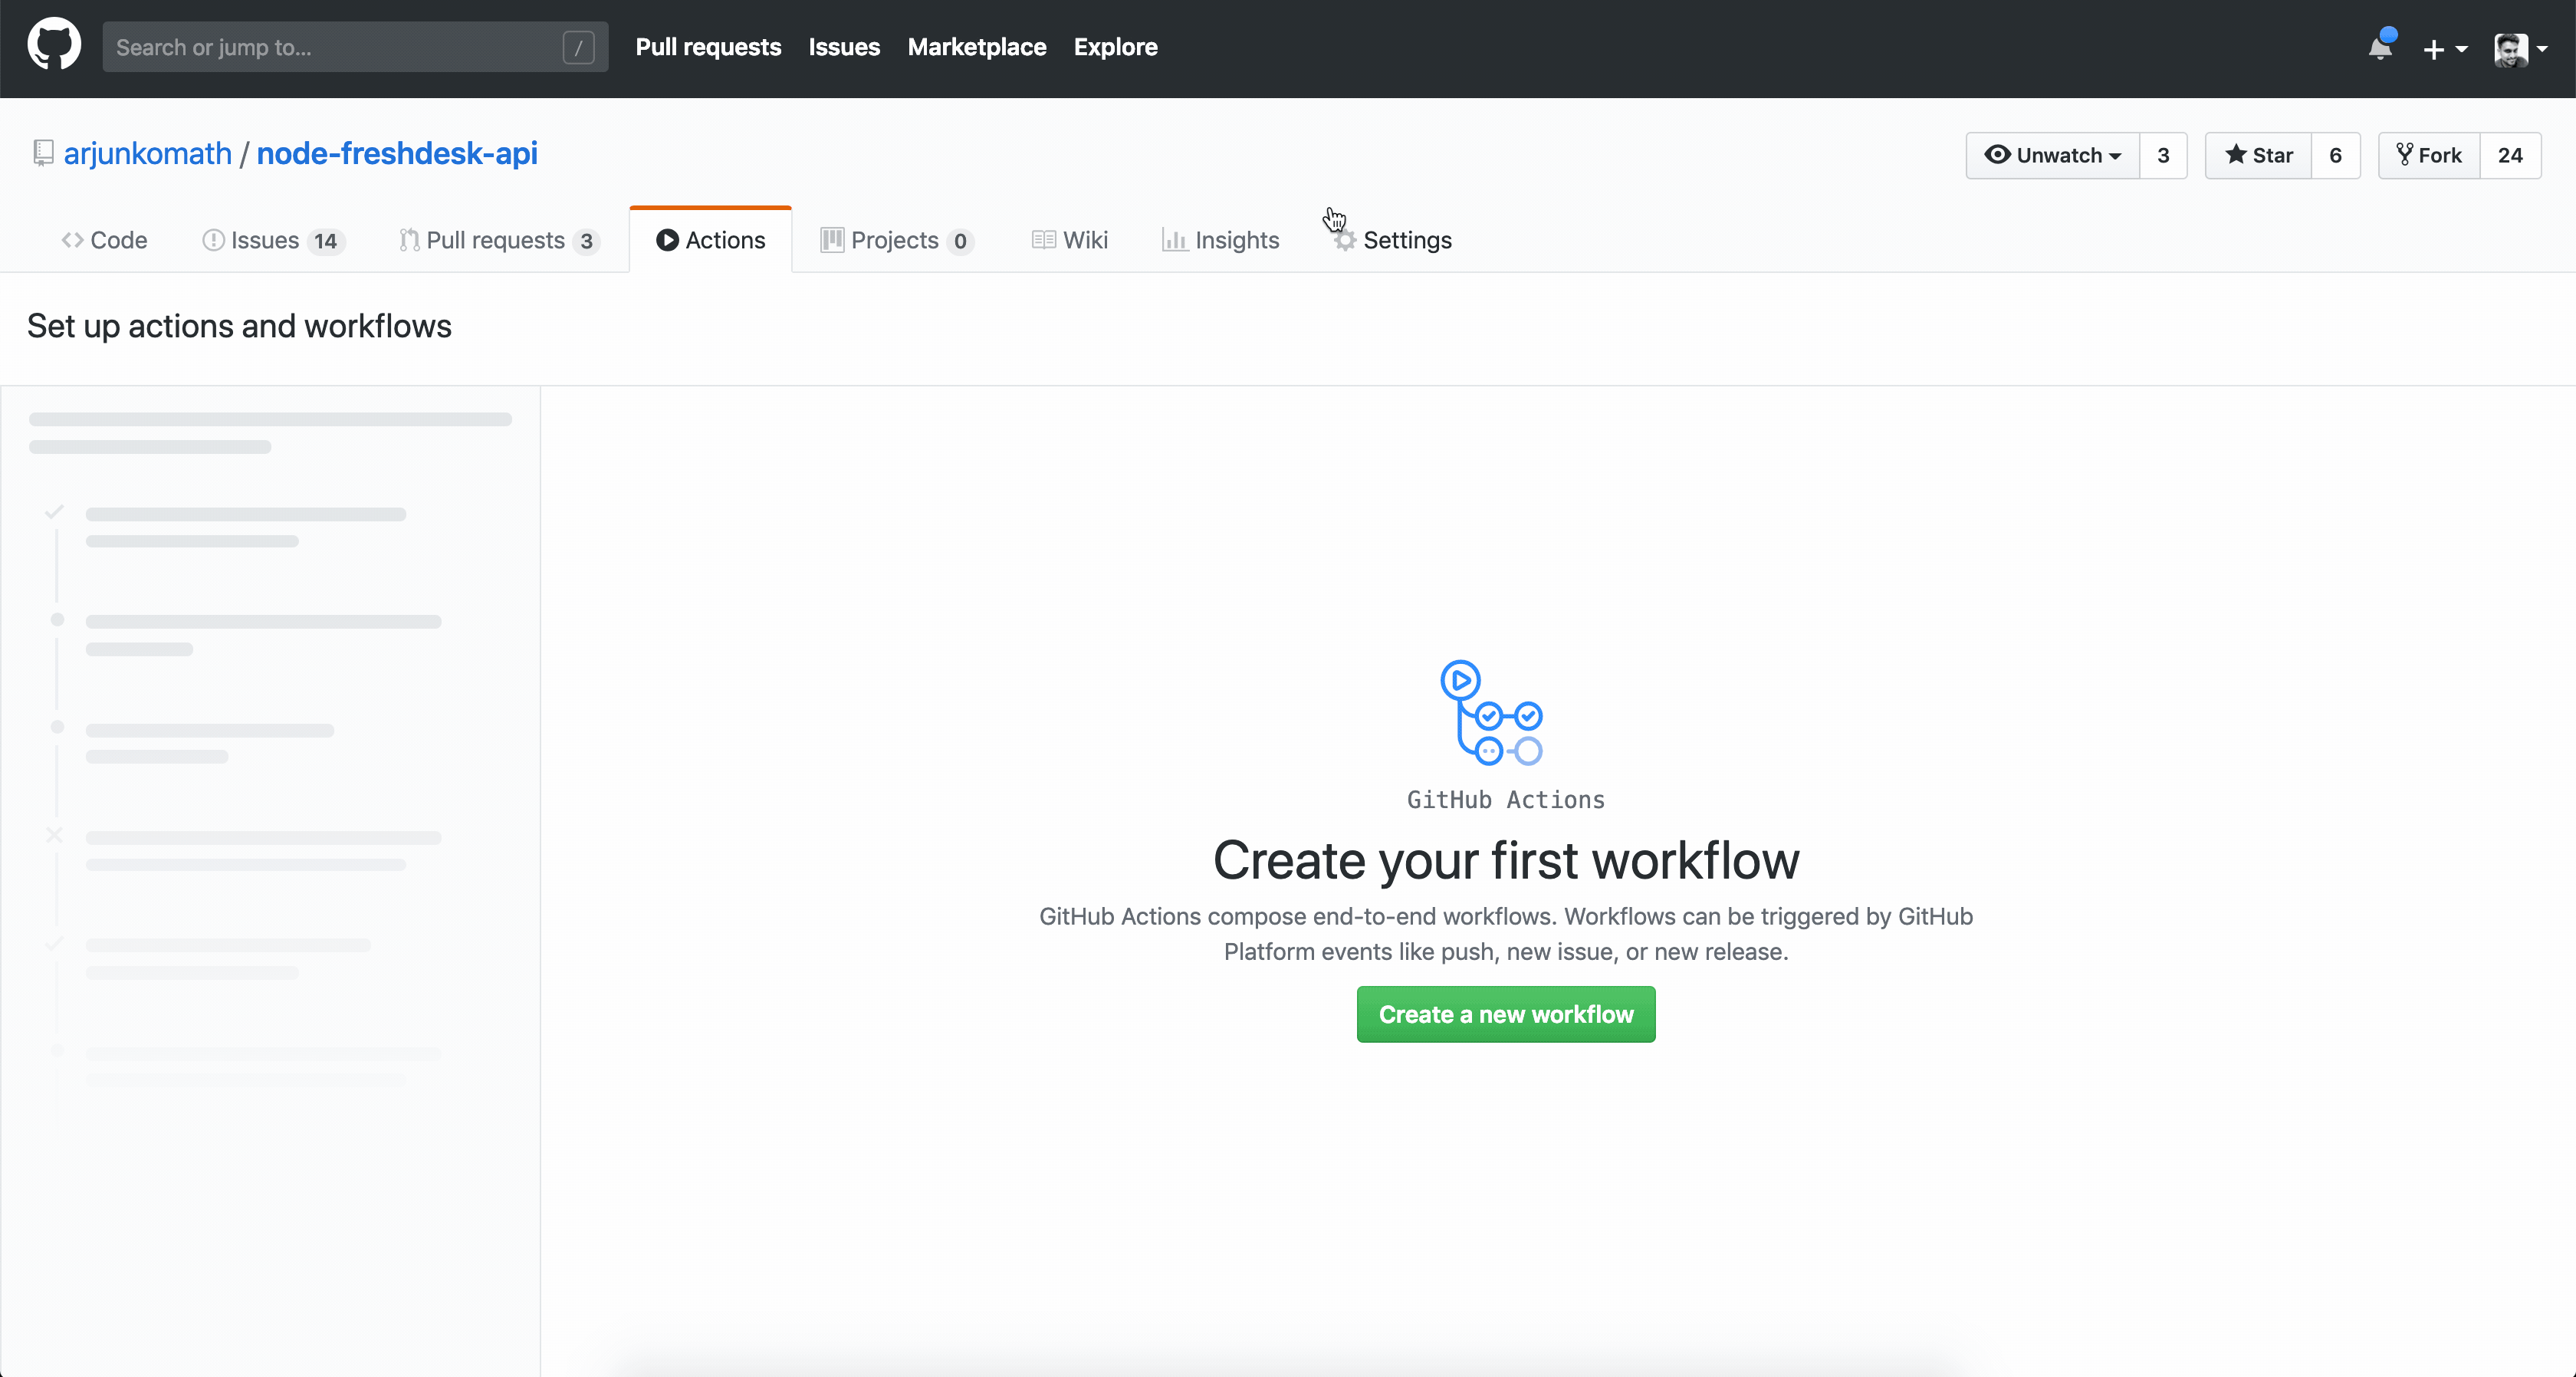 Search or jump to... /
Pull requests Issues Marketplace Explore
arjunkomath / node-freshdesk-api
Unwatch 3 Star 6 Fork 24
Code Issues 14 Pull requests 3 Actions Projects 0 Wiki Insights Settings
Set up actions and workflows
GitHub Actions
Create your first workflow
GitHub Actions compose end-to-end workflows. Workflows can be triggered by GitHub
Platform events like push, new issue, or new release.
Create a new workflow